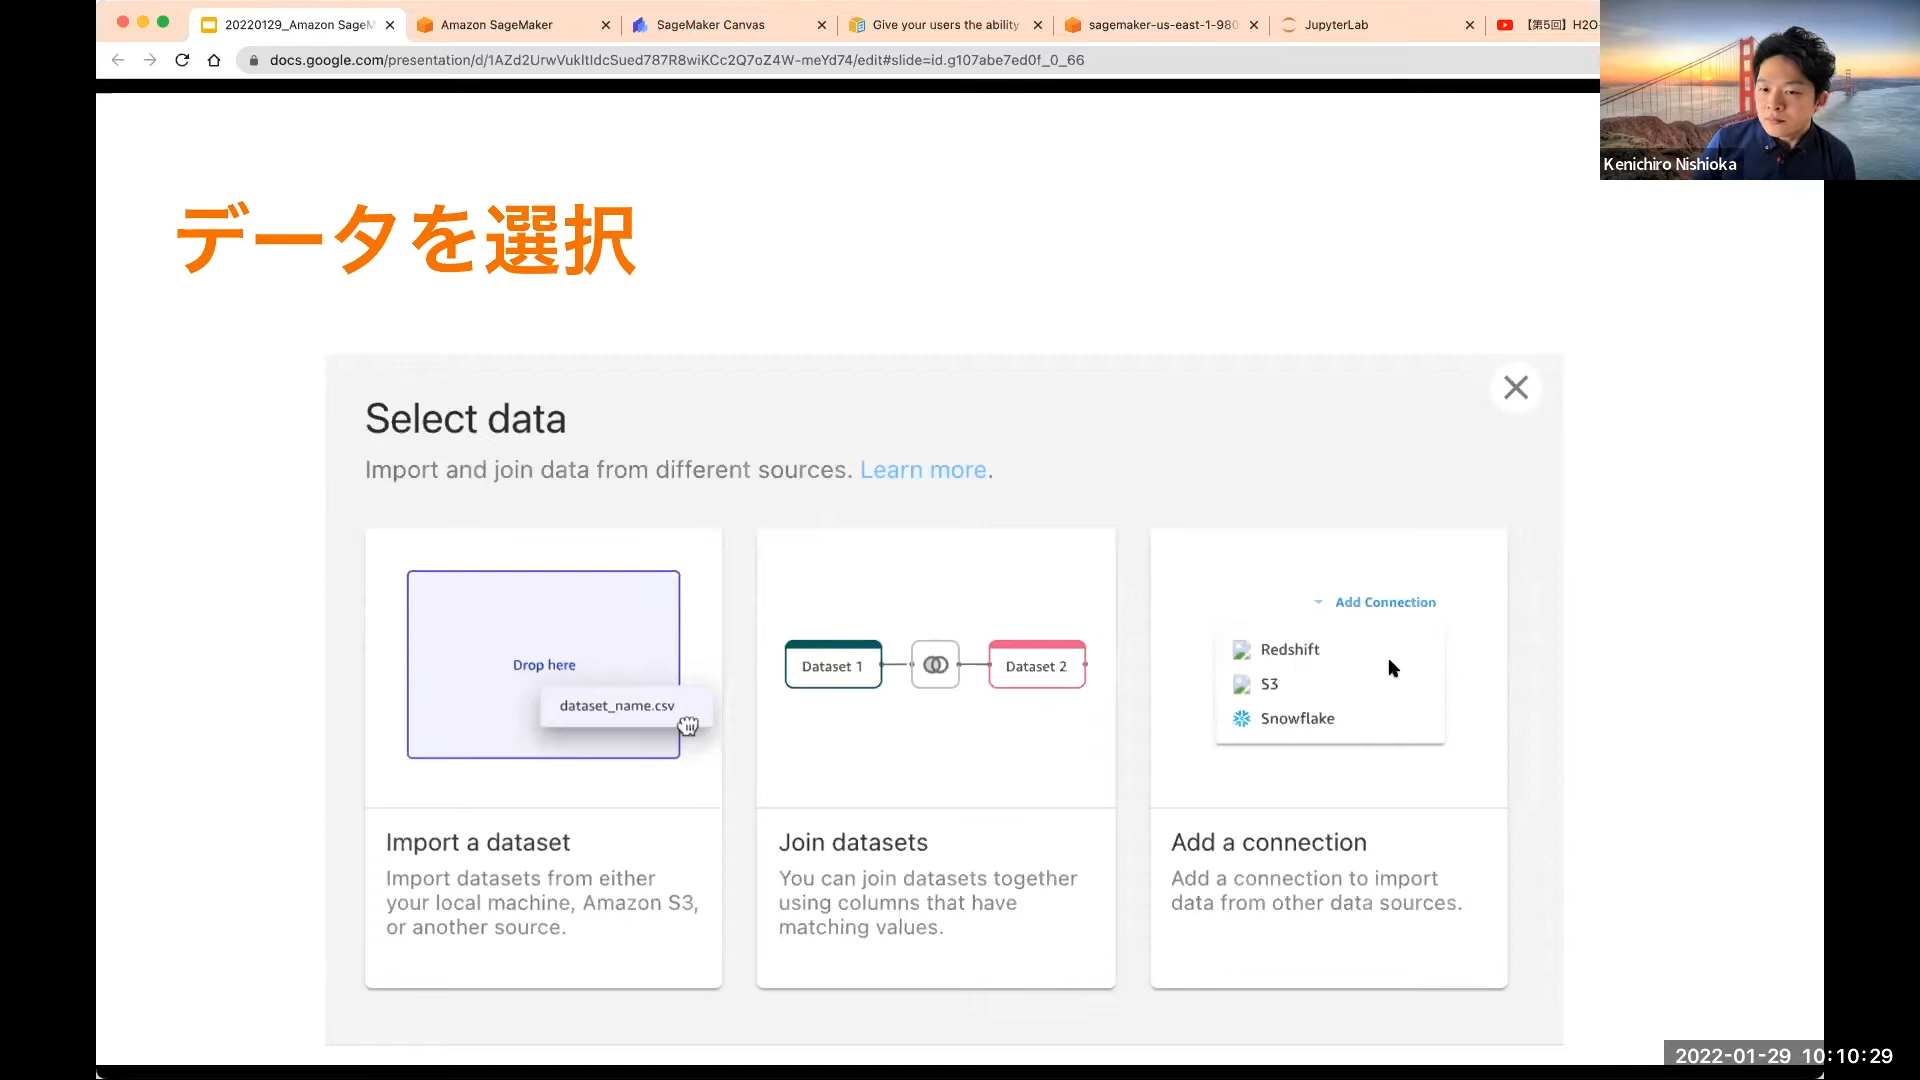 20220129_Amazon SageM
Amazon SageMaker
SageMaker Canvas
Give your users the ability
sagemaker-us-east-1-980
JupyterLab
【第5回】H2O
docs.google.com/presentation/d/1AZd2UrwVukltIdcSued787R8wiKCc2Q7oZ4W-meYd74/edit#slide=id.g107abe7ed0f_0_66
Kenichiro Nishioka
データを選択
Select data
Import and join data from different sources. Learn more.
Drop here
dataset_name.csv
Dataset 1
Dataset 2
Add Connection
Redshift
S3
Snowflake
Import a dataset
Import datasets from either
your local machine, Amazon S3,
or another source.
Join datasets
You can join datasets together
using columns that have
matching values.
Add a connection
Add a connection to import
data from other data sources.
2022-01-29 10:10:29